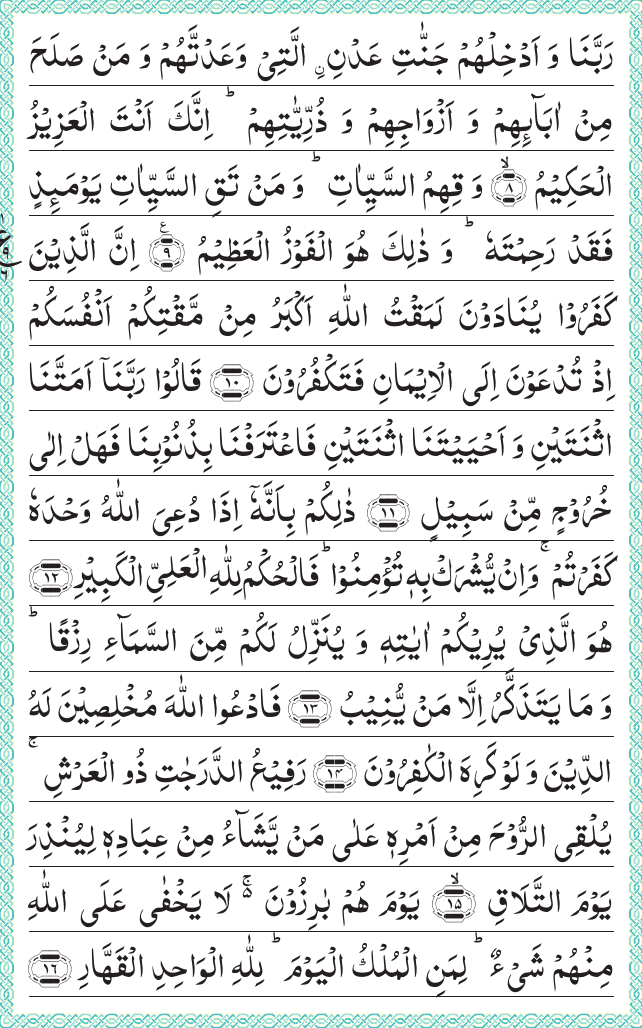 رَبَّنَا وَ اَدْخِلْهُمْ جَنّٰتِ عَدْنِ ۣ الَّتِیْ وَعَدْتَّهُمْ وَ مَنْ صَلَحَ
مِنْ اٰبَآىِٕهِمْ وَ اَزْوَاجِهِمْ وَ ذُرِّیّٰتِهِمْ ؕ اِنَّكَ اَنْتَ الْعَزِیْزُ
الْحَكِیْمُ ۙ﴿۸﴾ وَ قِهِمُ السَّیِّاٰتِ ؕ وَ مَنْ تَقِ السَّیِّاٰتِ یَوْمَىِٕذٍ
فَقَدْ رَحِمْتَهٗ ؕ وَ ذٰلِكَ هُوَ الْفَوْزُ الْعَظِیْمُ ﴿۹﴾ ع اِنَّ الَّذِیْنَ
كَفَرُوْا یُنَادَوْنَ لَمَقْتُ اللّٰهِ اَكْبَرُ مِنْ مَّقْتِكُمْ اَنْفُسَكُمْ
اِذْ تُدْعَوْنَ اِلَی الْاِیْمَانِ فَتَكْفُرُوْنَ ﴿۱۰﴾ قَالُوْا رَبَّنَاۤ اَمَتَّنَا
اثْنَتَیْنِ وَ اَحْیَیْتَنَا اثْنَتَیْنِ فَاعْتَرَفْنَا بِذُنُوْبِنَا فَهَلْ اِلٰی
خُرُوْجٍ مِّنْ سَبِیْلٍ ﴿۱۱﴾ ذٰلِكُمْ بِاَنَّهٗۤ اِذَا دُعِیَ اللّٰهُ وَحْدَهٗ
كَفَرْتُمْ ۚ وَ اِنْ یُّشْرَكْ بِهٖ تُؤْمِنُوْا ؕ فَالْحُكْمُ لِلّٰهِ الْعَلِیِّ الْكَبِیْرِ ﴿۱۲﴾
هُوَ الَّذِیْ یُرِیْكُمْ اٰیٰتِهٖ وَ یُنَزِّلُ لَكُمْ مِّنَ السَّمَآءِ رِزْقًا ؕ
وَ مَا یَتَذَكَّرُ اِلَّا مَنْ یُّنِیْبُ ﴿۱۳﴾ فَادْعُوا اللّٰهَ مُخْلِصِیْنَ لَهُ
الدِّیْنَ وَ لَوْ كَرِهَ الْكٰفِرُوْنَ ﴿۱۴﴾ رَفِیْعُ الدَّرَجٰتِ ذُو الْعَرْشِ ۚ
یُلْقِی الرُّوْحَ مِنْ اَمْرِهٖ عَلٰی مَنْ یَّشَآءُ مِنْ عِبَادِهٖ لِیُنْذِرَ
یَوْمَ التَّلَاقِ ۙ﴿۱۵﴾ یَوْمَ هُمْ بٰرِزُوْنَ ۬ۚ لَا یَخْفٰی عَلَی اللّٰهِ
مِنْهُمْ شَیْءٌ ؕ لِمَنِ الْمُلْكُ الْیَوْمَ ؕ لِلّٰهِ الْوَاحِدِ الْقَهَّارِ ﴿۱۶﴾